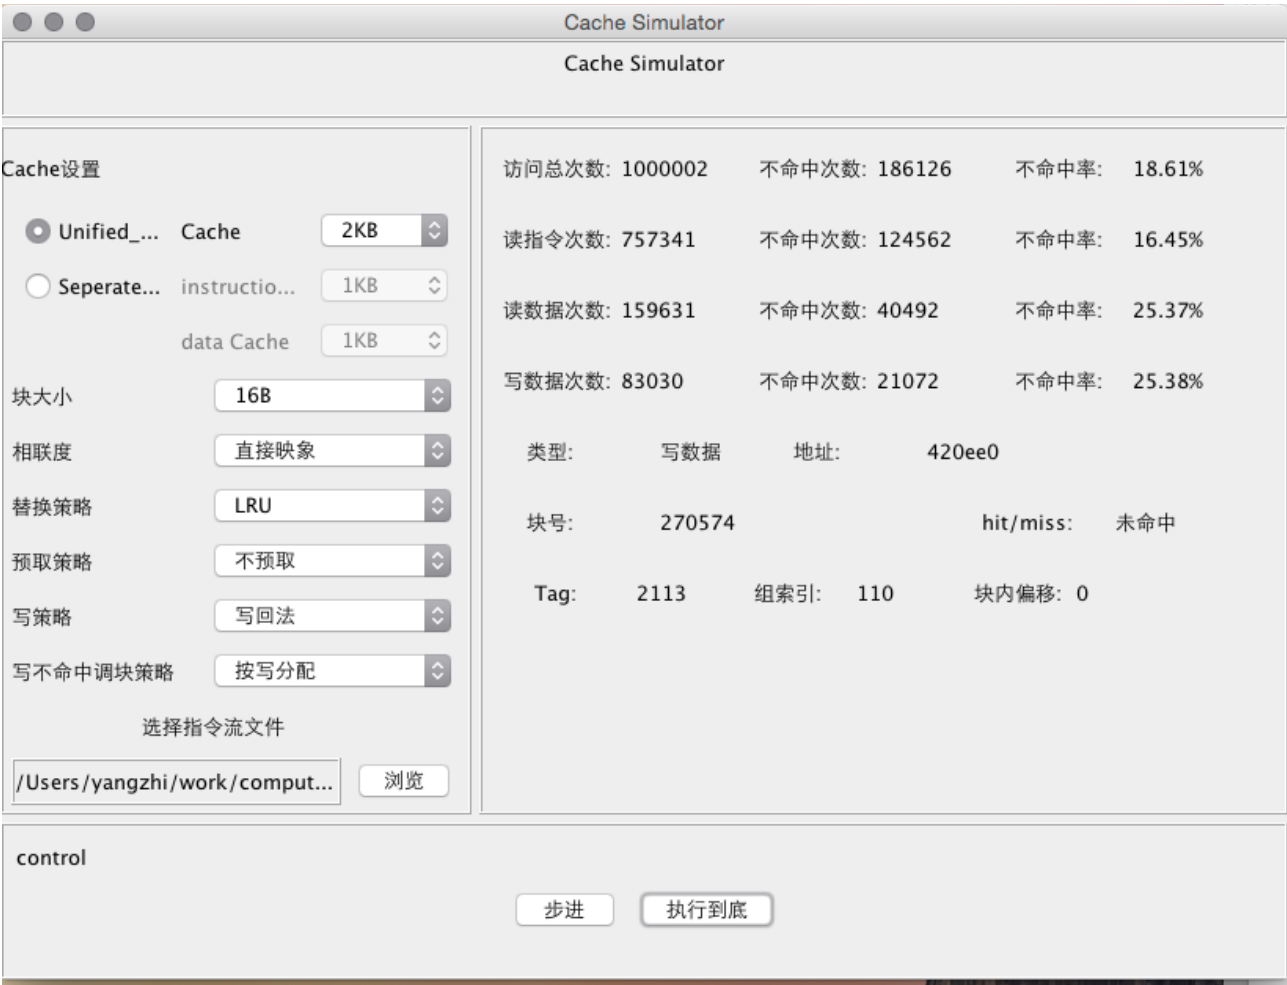 Cache Simulator
Cache Simulator
Cache设置
Unified_... Cache 2KB
Seperate... instructio... 1KB
data Cache 1KB
块大小 16B
相联度 直接映象
替换策略 LRU
预取策略 不预取
写策略 写回法
写不命中调块策略 按写分配
选择指令流文件
/Users/yangzhi/work/comput... 浏览
访问总次数: 1000002 不命中次数: 186126 不命中率: 18.61%
读指令次数: 757341 不命中次数: 124562 不命中率: 16.45%
读数据次数: 159631 不命中次数: 40492 不命中率: 25.37%
写数据次数: 83030 不命中次数: 21072 不命中率: 25.38%
类型: 写数据 地址: 420ee0
块号: 270574 hit/miss: 未命中
Tag: 2113 组索引: 110 块内偏移: 0
control
步进 执行到底